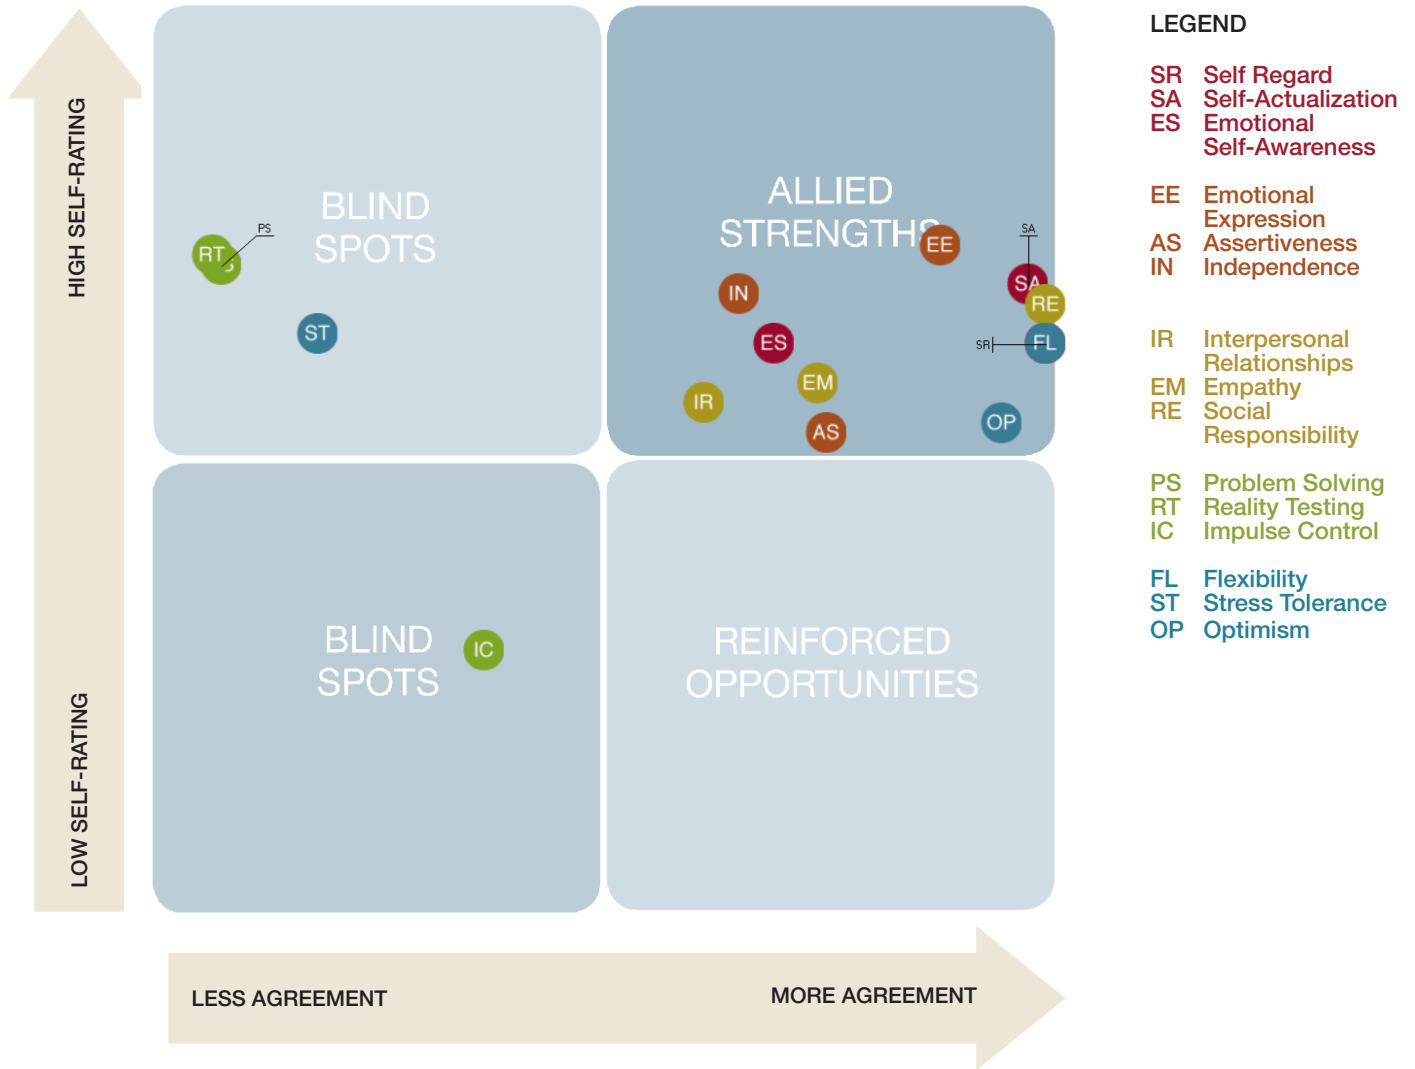 HIGH SELF-RATING
LOW SELF-RATING
BLIND
SPOTS
PS
RT
ST
ALLIED
STRENGTHS
EE
SA
SA
RE
IN
ES
SR
FL
EM
IR
AS
OP
BLIND
SPOTS
IC
REINFORCED
OPPORTUNITIES
LESS AGREEMENT
MORE AGREEMENT
LEGEND
SR Self Regard
SA Self-Actualization
ES Emotional
Self-Awareness
EE Emotional
Expression
AS Assertiveness
IN Independence
IR Interpersonal
Relationships
EM Empathy
RE Social
Responsibility
PS Problem Solving
RT Reality Testing
IC Impulse Control
FL Flexibility
ST Stress Tolerance
OP Optimism